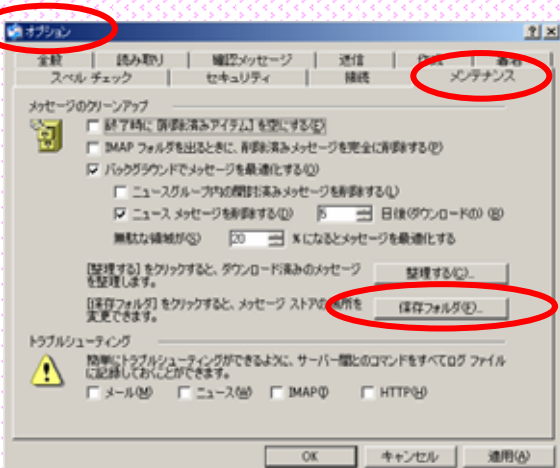 オプション
全般 読み取り 確認メッセージ 送信 作成 署名
スペル チェック セキュリティ 接続 メンテナンス
メッセージのクリーンアップ
終了時に [削除済みアイテム] を空にする(E)
IMAP フォルダを出るときに、削除済みメッセージを完全に削除する(P)
バックグラウンドでメッセージを最適化する(O)
ニュースグループ内の開封済みメッセージを削除する(L)
ニュース メッセージを削除する(D) 5 日後(ダウンロードの) (B)
無駄な領域が(S) 20 % になるとメッセージを最適化する
[整理する] をクリックすると、ダウンロード済みのメッセージ
を整理します。
整理する(C)...
[保存フォルダ] をクリックすると、メッセージ ストアの場所を
変更できます。
保存フォルダ(F)...
トラブルシューティング
簡単にトラブルシューティングができるように、サーバー間とのコマンドをすべてログ ファイル
に記録しておくことができます。
メール(M) ニュース(W) IMAP(I) HTTP(H)
OK キャンセル 適用(A)